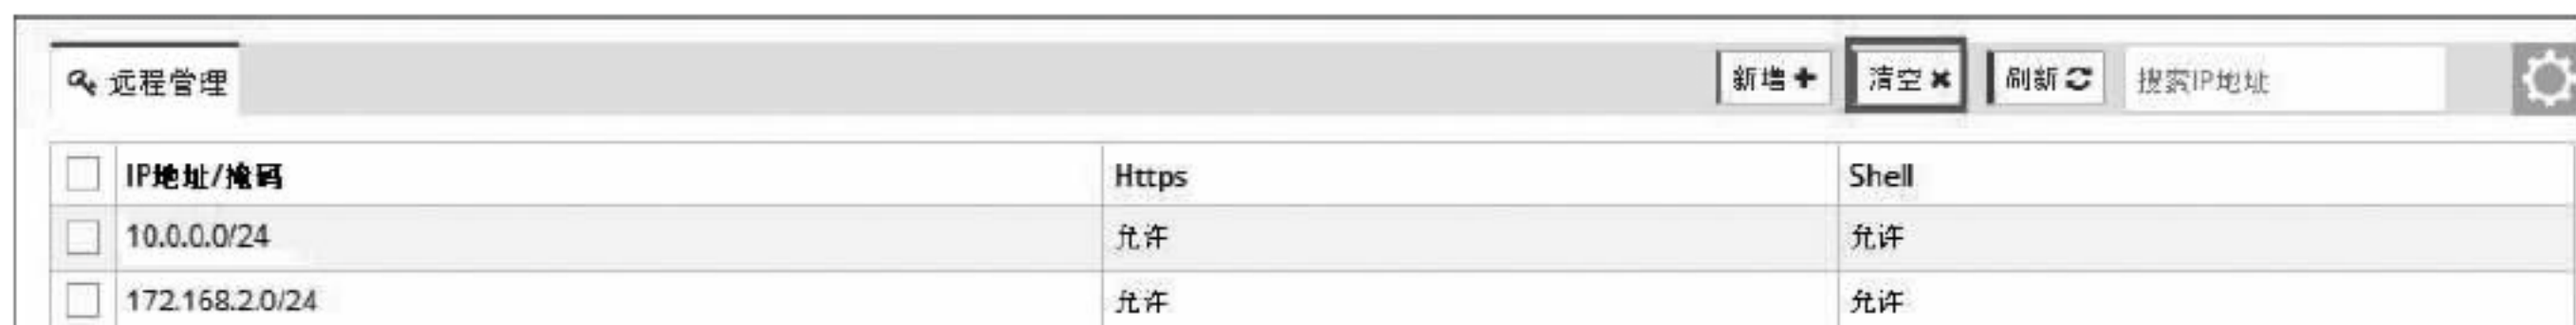 远程管理 新增 清空 刷新 搜索IP地址
IP地址/掩码 Https Shell
10.0.0.0/24 允许 允许
172.168.2.0/24 允许 允许